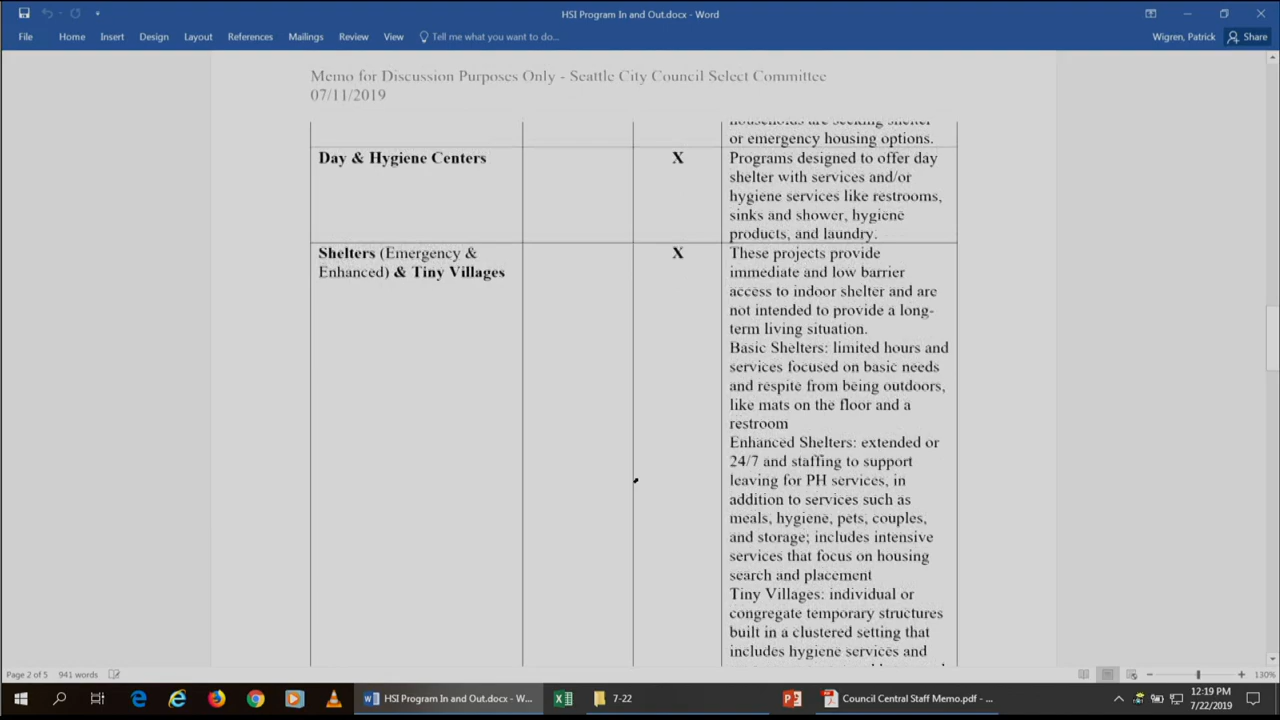 HSI Program In and Out.docx - Word
File Home Insert Design Layout References Mailings Review View Tell me what you want to do... Wigren, Patrick Share
Memo for Discussion Purposes Only - Seattle City Council Select Committee
07/11/2019
households are seeking shelter
or emergency housing options.
Day & Hygiene Centers X Programs designed to offer day
shelter with services and/or
hygiene services like restrooms,
sinks and shower, hygiene
products, and laundry.
Shelters (Emergency & X These projects provide
Enhanced) & Tiny Villages immediate and low barrier
access to indoor shelter and are
not intended to provide a long-
term living situation.
Basic Shelters: limited hours and
services focused on basic needs
and respite from being outdoors,
like mats on the floor and a
restroom
Enhanced Shelters: extended or
24/7 and staffing to support
leaving for PH services, in
addition to services such as
meals, hygiene, pets, couples,
and storage; includes intensive
services that focus on housing
search and placement
Tiny Villages: individual or
congregate temporary structures
built in a clustered setting that
includes hygiene services and
Page 2 of 5 941 words 130%
HSI Program In and Out.docx - W... 7-22 Council Central Staff Memo.pdf - ... 12:19 PM
7/22/2019